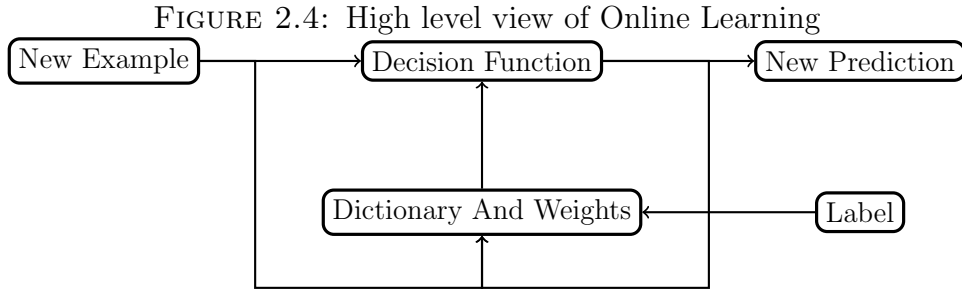 FIGURE 2.4: High level view of Online Learning
New Example
Decision Function
New Prediction
Dictionary And Weights
Label